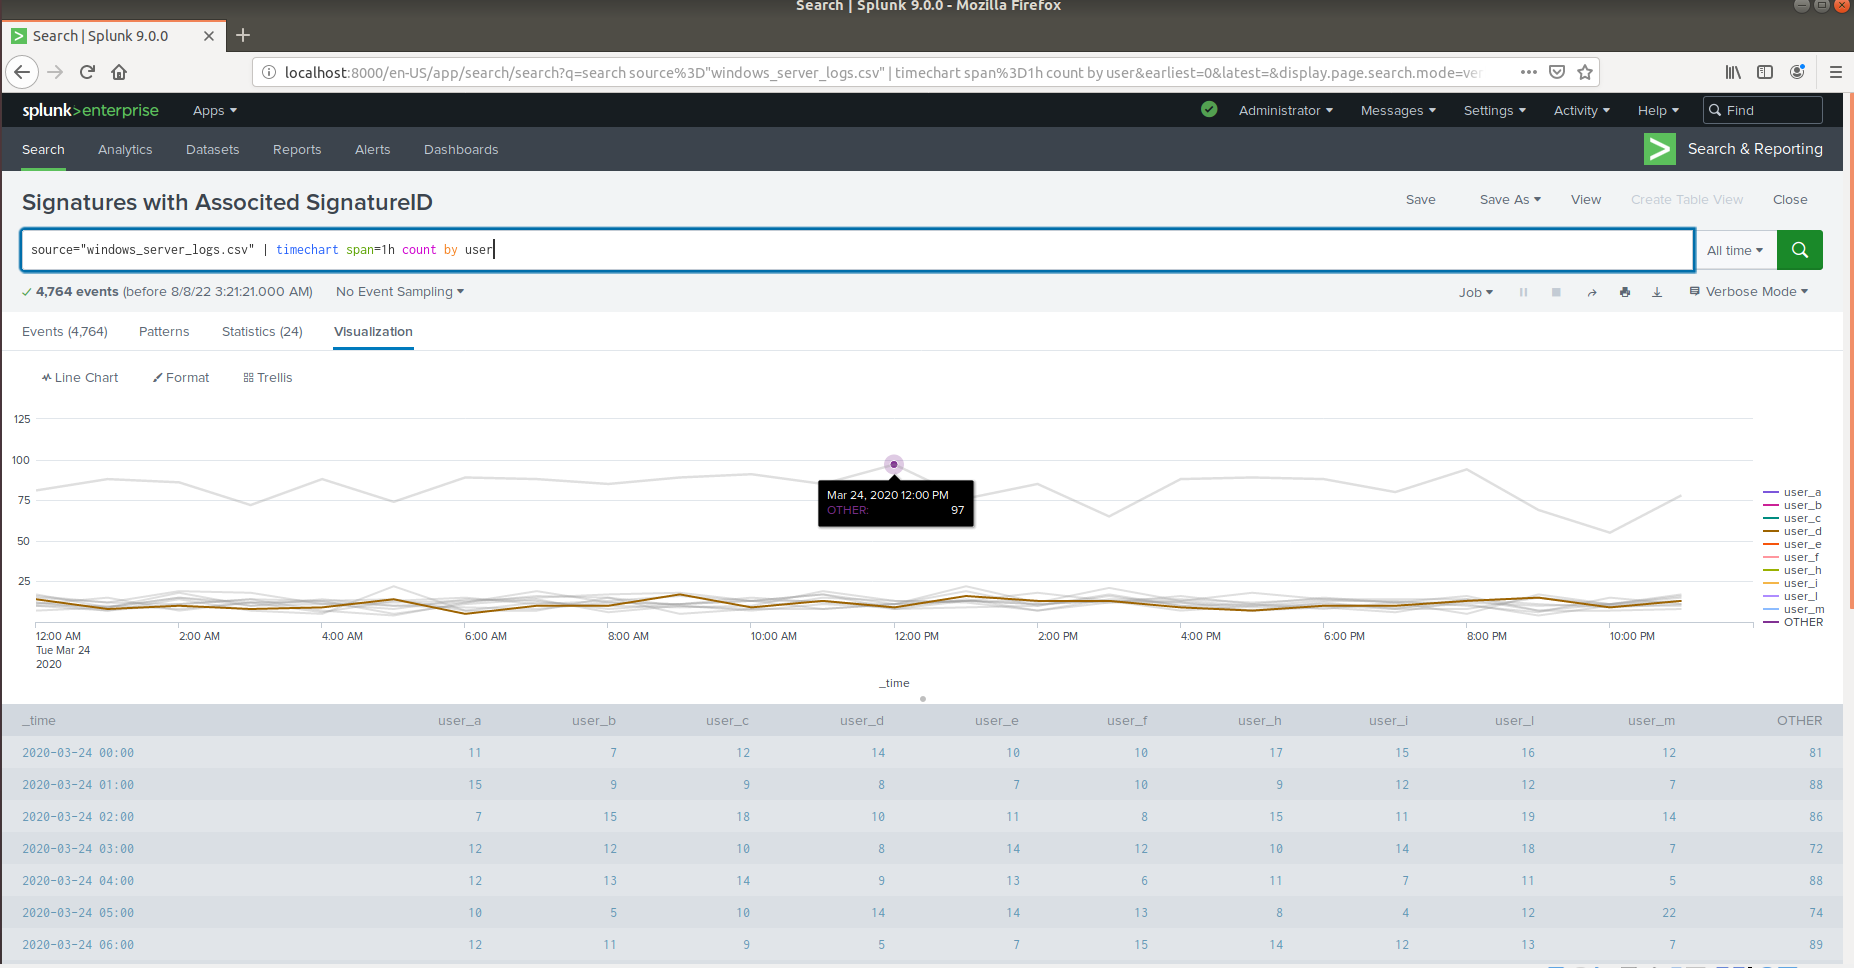 Search | Splunk 9.0.0 - Mozilla Firefox
Search | Splunk 9.0.0
localhost:8000/en-US/app/search/search?q=search source%3D"windows_server_logs.csv" | timechart span%3D1h count by user&earliest=0&latest=&display.page.search.mode=ver
splunk>enterprise Apps Administrator Messages Settings Activity Help Find
Search Analytics Datasets Reports Alerts Dashboards Search & Reporting
Signatures with Associted SignatureID Save Save As View Create Table View Close
source="windows_server_logs.csv" | timechart span=1h count by user All time
4,764 events (before 8/8/22 3:21:21.000 AM) No Event Sampling Job Verbose Mode
Events (4,764) Patterns Statistics (24) Visualization
Line Chart Format Trellis
125
100
75
50
25
Mar 24, 2020 12:00 PM
OTHER: 97
user_a
user_b
user_c
user_d
user_e
user_f
user_h
user_i
user_l
user_m
OTHER
12:00 AM 2:00 AM 4:00 AM 6:00 AM 8:00 AM 10:00 AM 12:00 PM 2:00 PM 4:00 PM 6:00 PM 8:00 PM 10:00 PM
Tue Mar 24
2020
_time
_time user_a user_b user_c user_d user_e user_f user_h user_i user_l user_m OTHER
2020-03-24 00:00 11 7 12 14 10 10 17 15 16 12 81
2020-03-24 01:00 15 9 9 8 7 10 9 12 12 7 88
2020-03-24 02:00 7 15 18 10 11 8 15 11 19 14 86
2020-03-24 03:00 12 12 10 8 14 12 10 14 18 7 72
2020-03-24 04:00 12 13 14 9 13 6 11 7 11 5 88
2020-03-24 05:00 10 5 10 14 14 13 8 4 12 22 74
2020-03-24 06:00 12 11 9 5 7 15 14 12 13 7 89